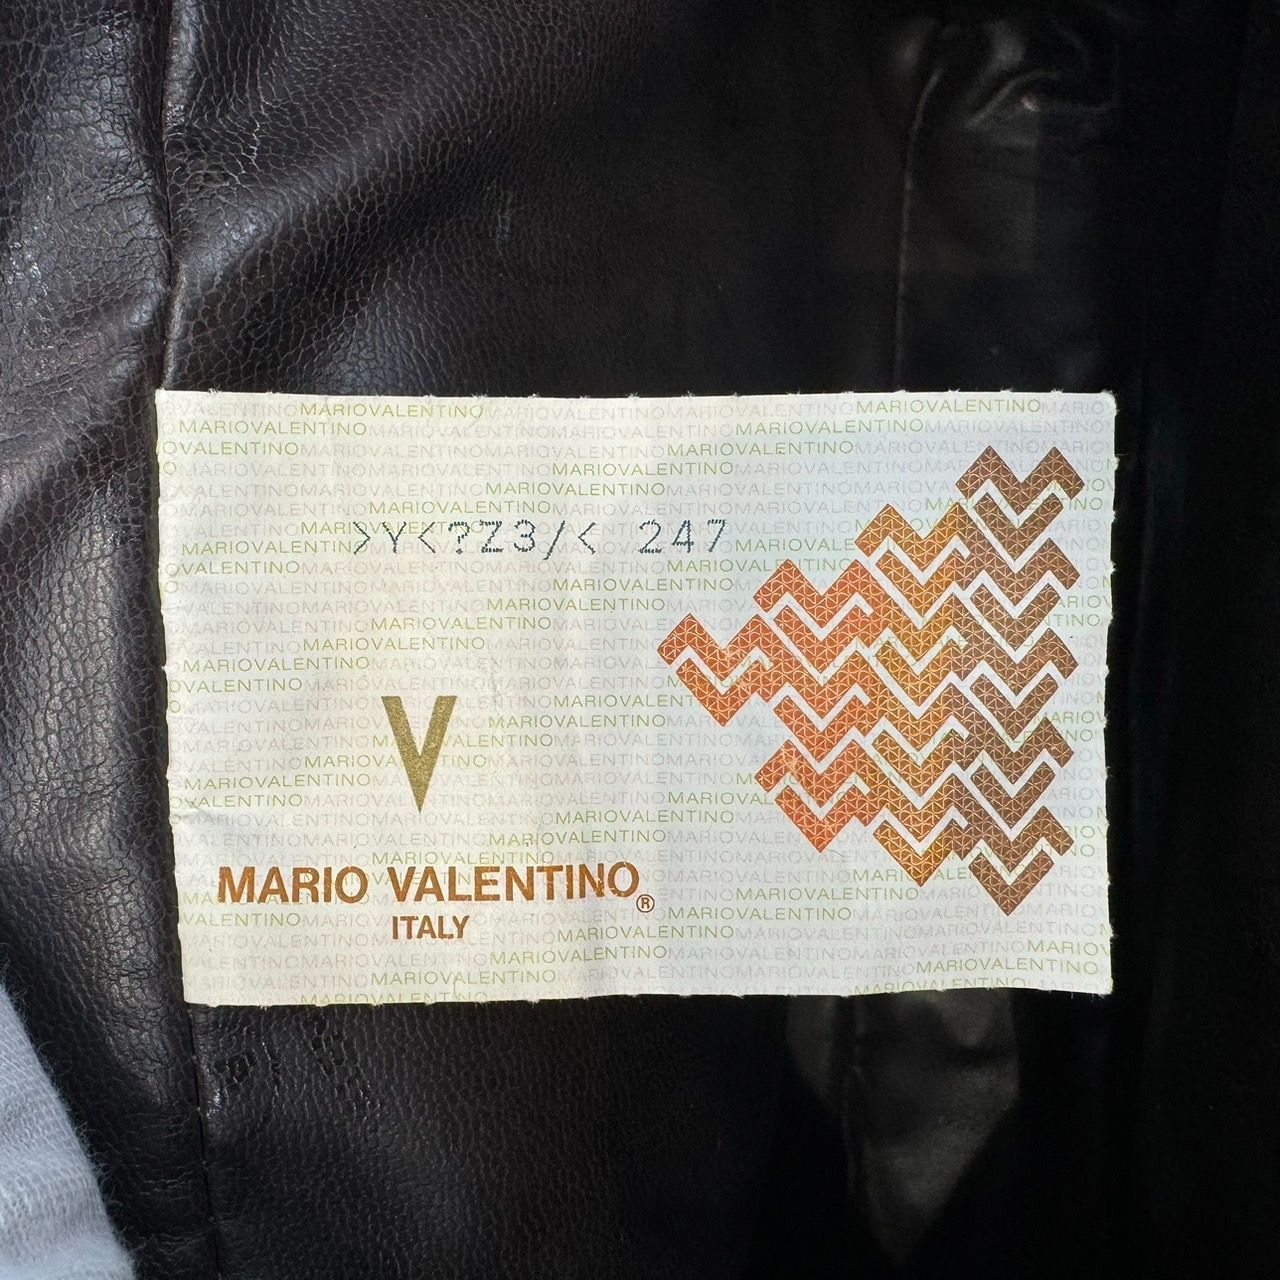 >Y<?Z3/< 247
V
MARIO VALENTINO®
ITALY